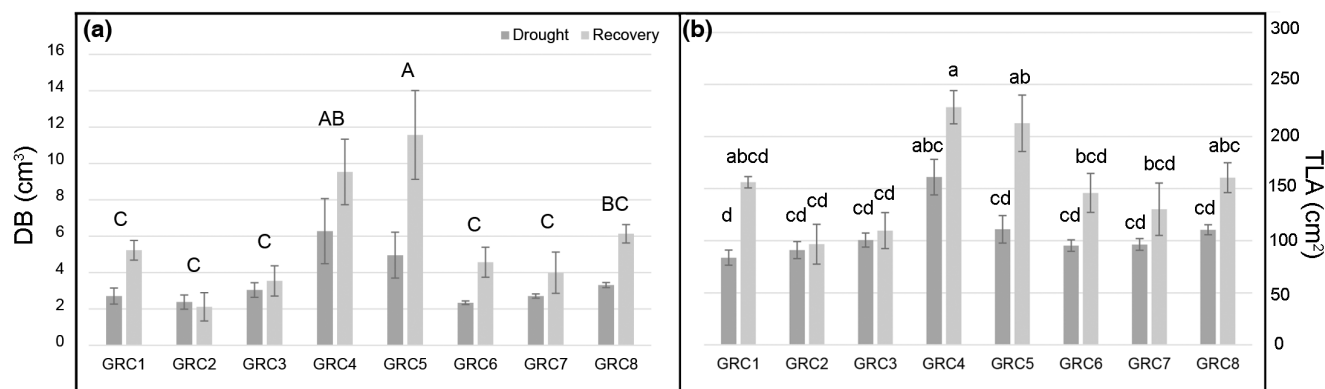 (a)
Drought Recovery
DB (cm³)
16
14
12
10
8
6
4
2
0
C
C
C
AB
A
C
C
BC
GRC1 GRC2 GRC3 GRC4 GRC5 GRC6 GRC7 GRC8
(b)
TLA (cm²)
300
250
200
150
100
50
0
d abcd cd cd cd cd abc a cd ab cd bcd cd bcd cd abc
GRC1 GRC2 GRC3 GRC4 GRC5 GRC6 GRC7 GRC8